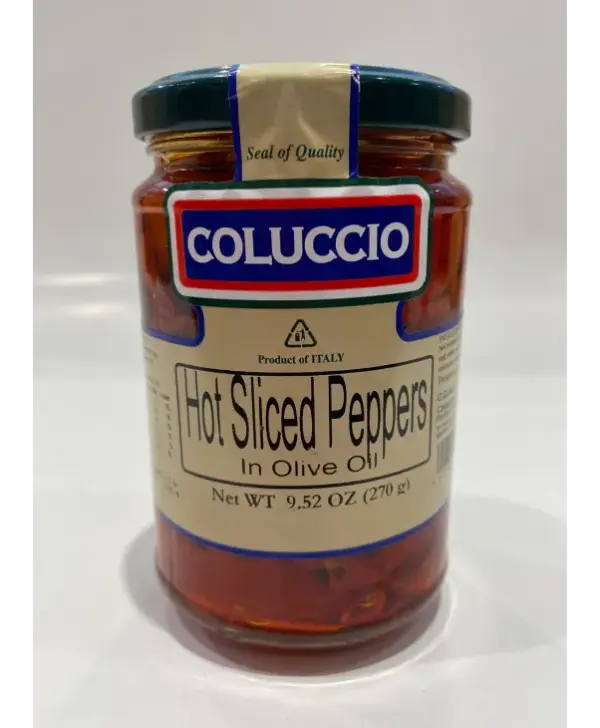 Seal of Quality
COLUCCIO
Product of ITALY
Hot Sliced Peppers
In Olive Oil
Net WT 9.52 OZ (270 g)